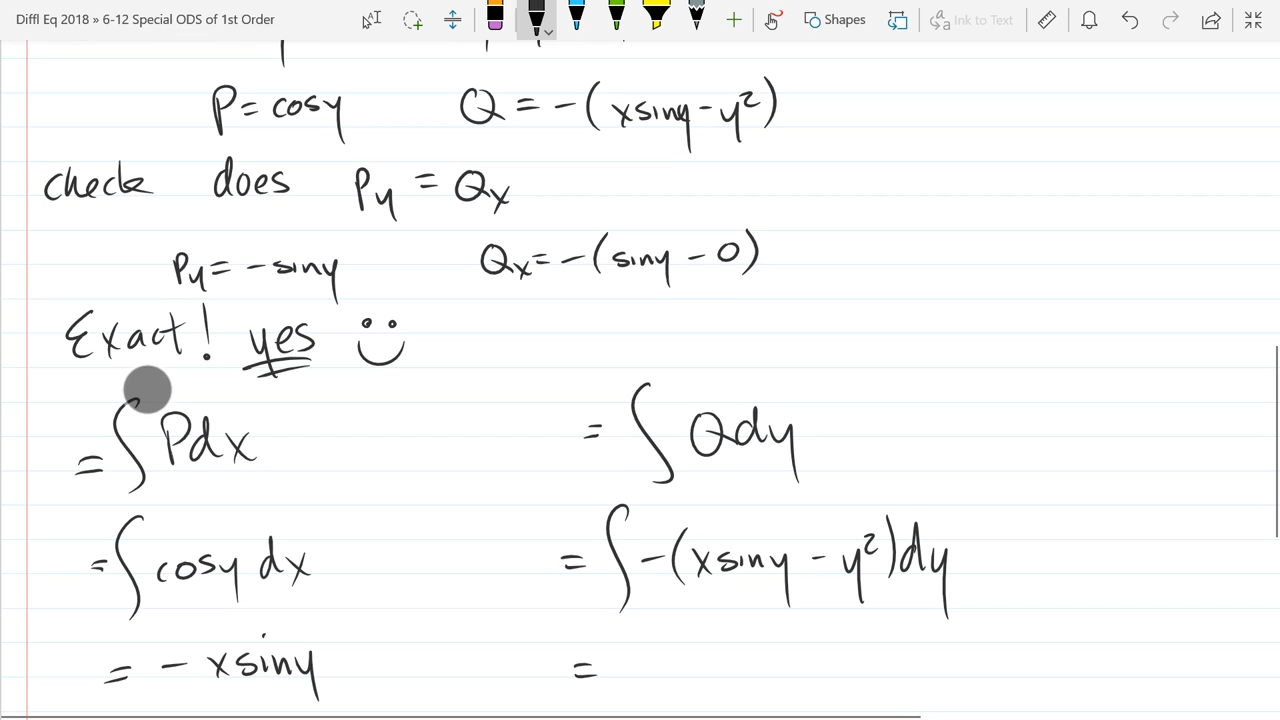 Diffl Eq 2018 » 6-12 Special ODS of 1st Order
Shapes
Ink to Text
P = cosy Q = -(xsiny - y²)
check does Py = Qx
Py = -siny Qx = -(siny - 0)
Exact! yes
= ∫ Pdx = ∫ Qdy
= ∫ cosy dx = ∫ -(xsiny - y²)dy
= - xsiny =